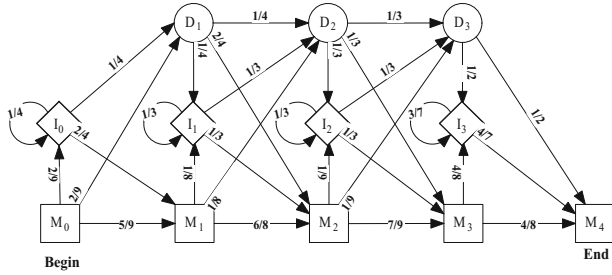 D1 1/4 D2 1/3 D3
1/4 2/4 1/3 1/3
1/4 1/3 1/3 1/2 1/2
1/4 I0 1/3 I1 1/3 I2 3/7 I3
2/4 1/3 1/3 4/7
2/9 1/8 1/9 4/8
2/9 1/8 1/9
M0 5/9 M1 6/8 M2 7/9 M3 4/8 M4
Begin End